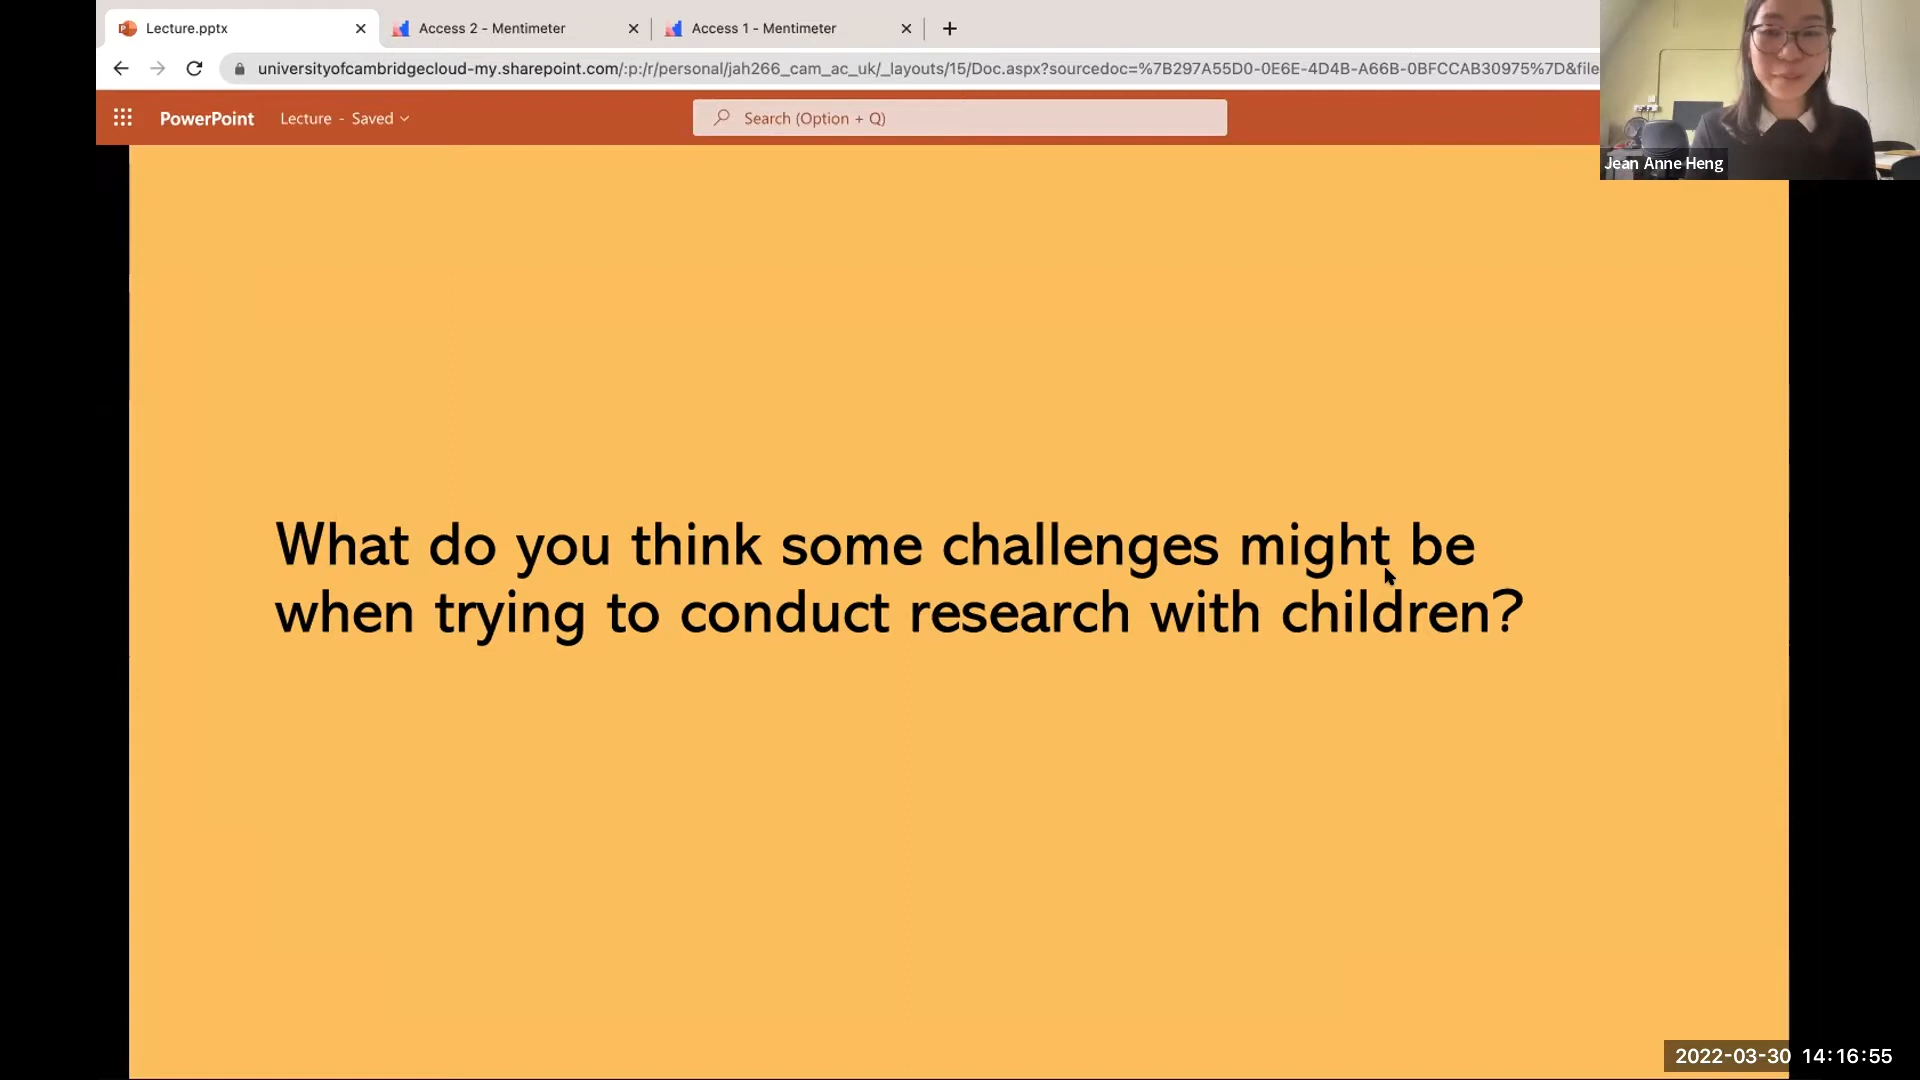 Lecture.pptx
Access 2 - Mentimeter
Access 1 - Mentimeter
universityofcambridgecloud-my.sharepoint.com/:p:/r/personal/jah266_cam_ac_uk/_layouts/15/Doc.aspx?sourcedoc=%7B297A55D0-0E6E-4D4B-A66B-0BFCCAB30975%7D&file
PowerPoint
Lecture - Saved
Search (Option + Q)
Jean Anne Heng
What do you think some challenges might be
when trying to conduct research with children?
2022-03-30 14:16:55